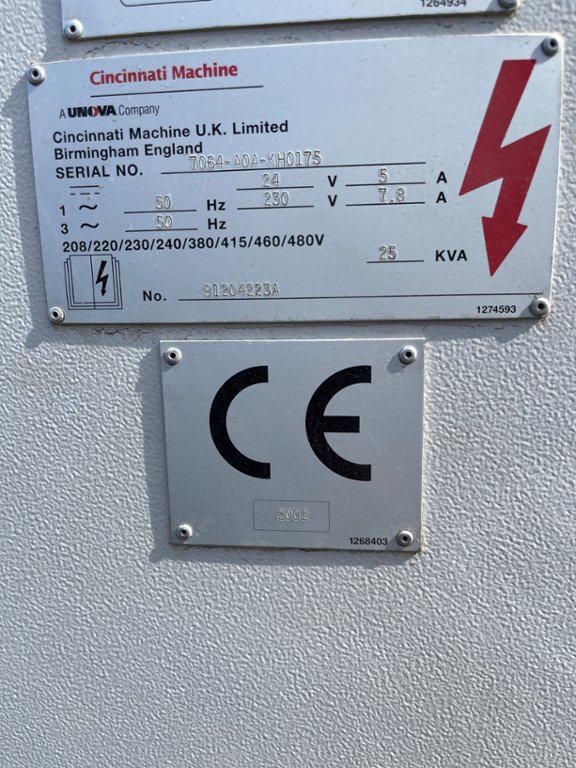 1264934
Cincinnati Machine
A UNOVA Company
Cincinnati Machine U.K. Limited
Birmingham England
SERIAL NO. 7064-A0A-KH0175
24 V 5 A
1 ~ 50 Hz 230 V 7.8 A
3 ~ 50 Hz
208/220/230/240/380/415/460/480V
25 KVA
No. 91204223A
1274593
CE
1268403